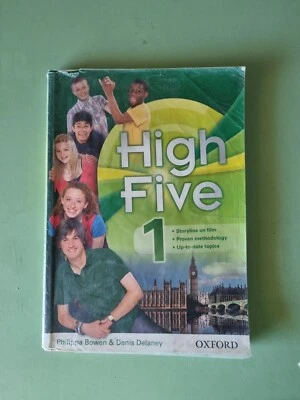 High
Five
1
• Storyline on film
• Proven methodology
• Up-to-date topics
Philippa Bowen & Denis Delaney
OXFORD